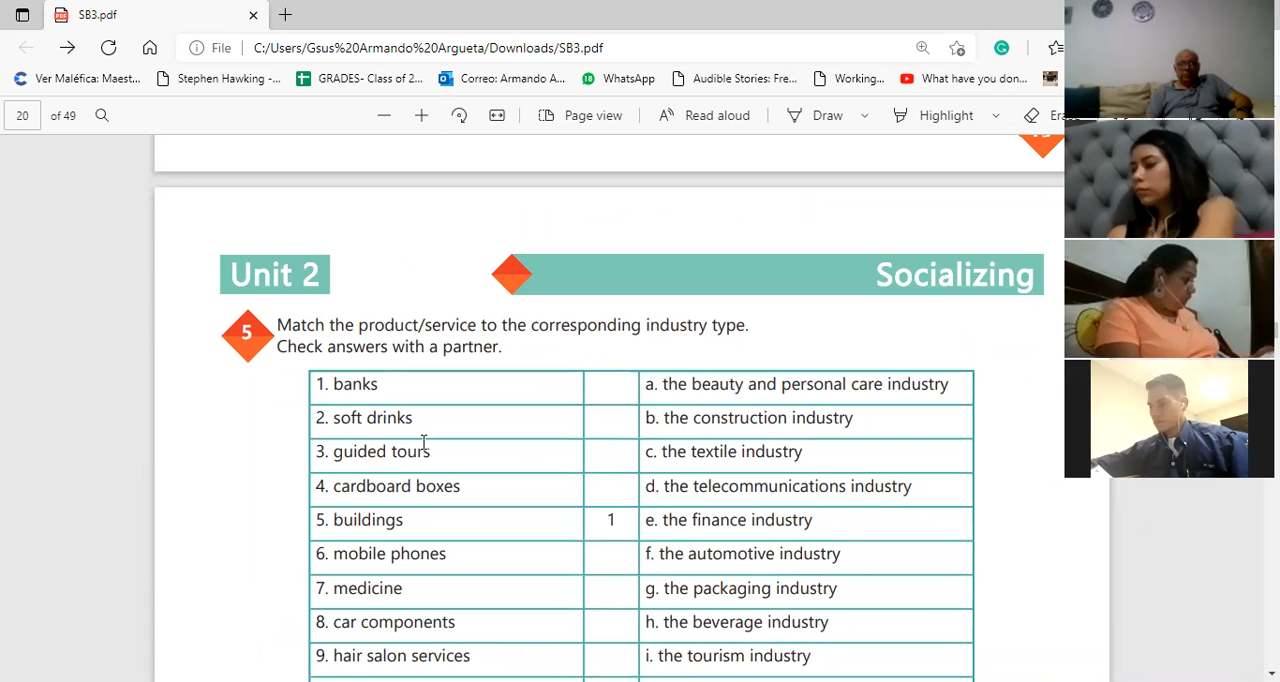 SB3.pdf
File C:/Users/Gsus%20Armando%20Argueta/Downloads/SB3.pdf
Ver Maléfica: Maest... Stephen Hawking -... GRADES- Class of 2... Correo: Armando A... WhatsApp Audible Stories: Fre... Working... What have you don...
20 of 49 Page view Read aloud Draw Highlight
Unit 2 Socializing
5 Match the product/service to the corresponding industry type.
Check answers with a partner.
1. banks a. the beauty and personal care industry
2. soft drinks b. the construction industry
3. guided tours c. the textile industry
4. cardboard boxes d. the telecommunications industry
5. buildings 1 e. the finance industry
6. mobile phones f. the automotive industry
7. medicine g. the packaging industry
8. car components h. the beverage industry
9. hair salon services i. the tourism industry